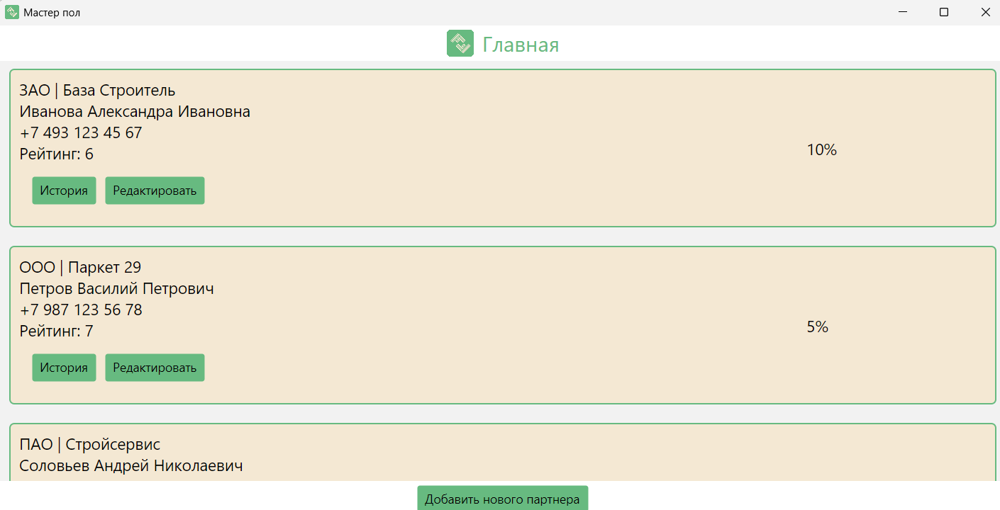 Мастер пол
Главная
ЗАО | База Строитель
Иванова Александра Ивановна
+7 493 123 45 67
Рейтинг: 6
10%
История Редактировать
ООО | Паркет 29
Петров Василий Петрович
+7 987 123 56 78
Рейтинг: 7
5%
История Редактировать
ПАО | Стройсервис
Соловьев Андрей Николаевич
Добавить нового партнера